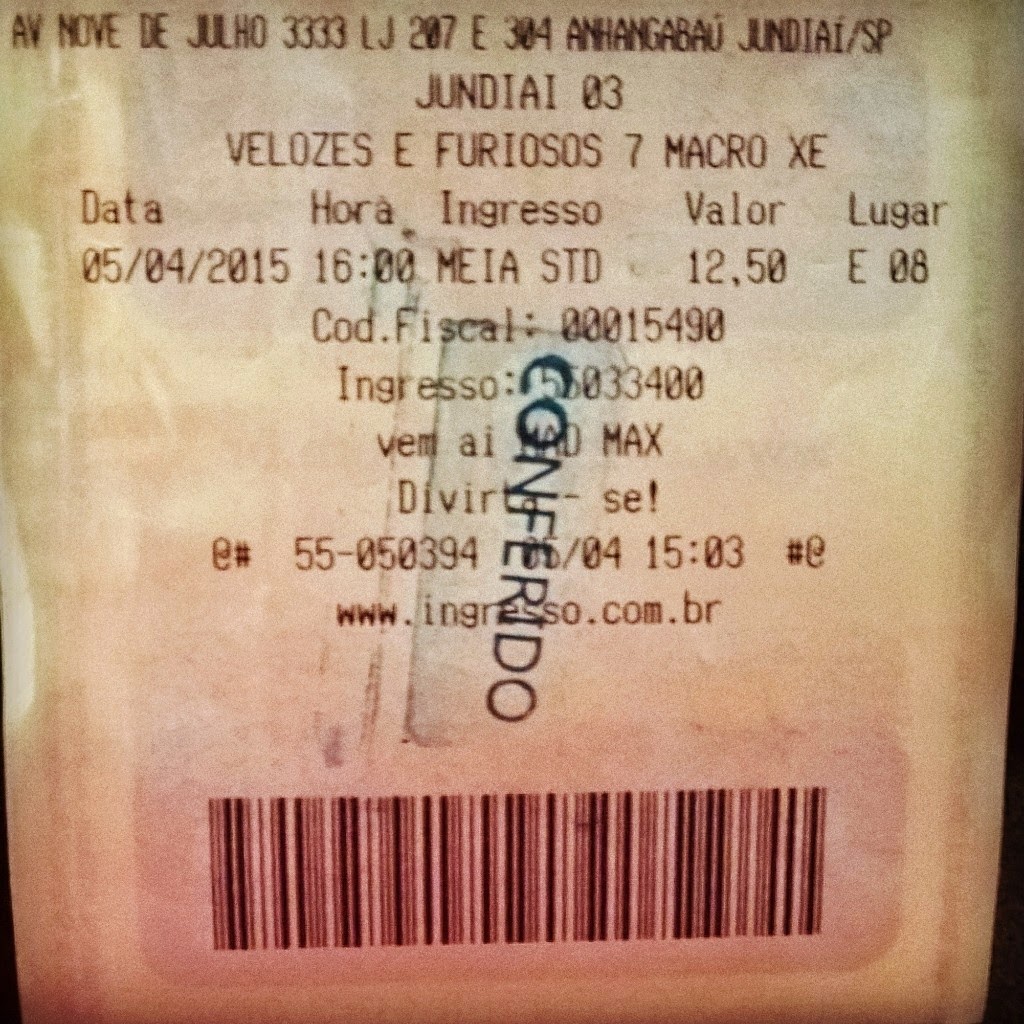 AV NOVE DE JULHO 3333 LJ 207 E 304 ANHANGABAÚ JUNDIAÍ/SP
JUNDIAI 03
VELOZES E FURIOSOS 7 MACRO XE
Data Hora Ingresso Valor Lugar
05/04/2015 16:00 MEIA STD 12,50 E 08
Cod.Fiscal: 00015490
Ingresso:
vem ai MAD MAX
Divirta- se!
@# 55-050394 15:03 #@
www.ingresso.com.br
CONFERIDO